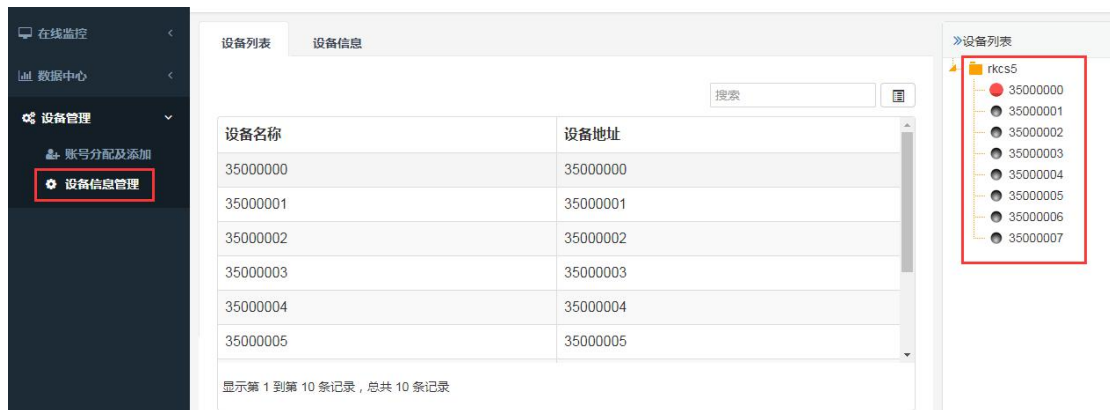 在线监控
数据中心
设备管理
账号分配及添加
设备信息管理
设备列表 设备信息
搜索
设备名称 设备地址
35000000 35000000
35000001 35000001
35000002 35000002
35000003 35000003
35000004 35000004
35000005 35000005
显示第 1 到第 10 条记录，总共 10 条记录
设备列表
rkcs5
35000000
35000001
35000002
35000003
35000004
35000005
35000006
35000007